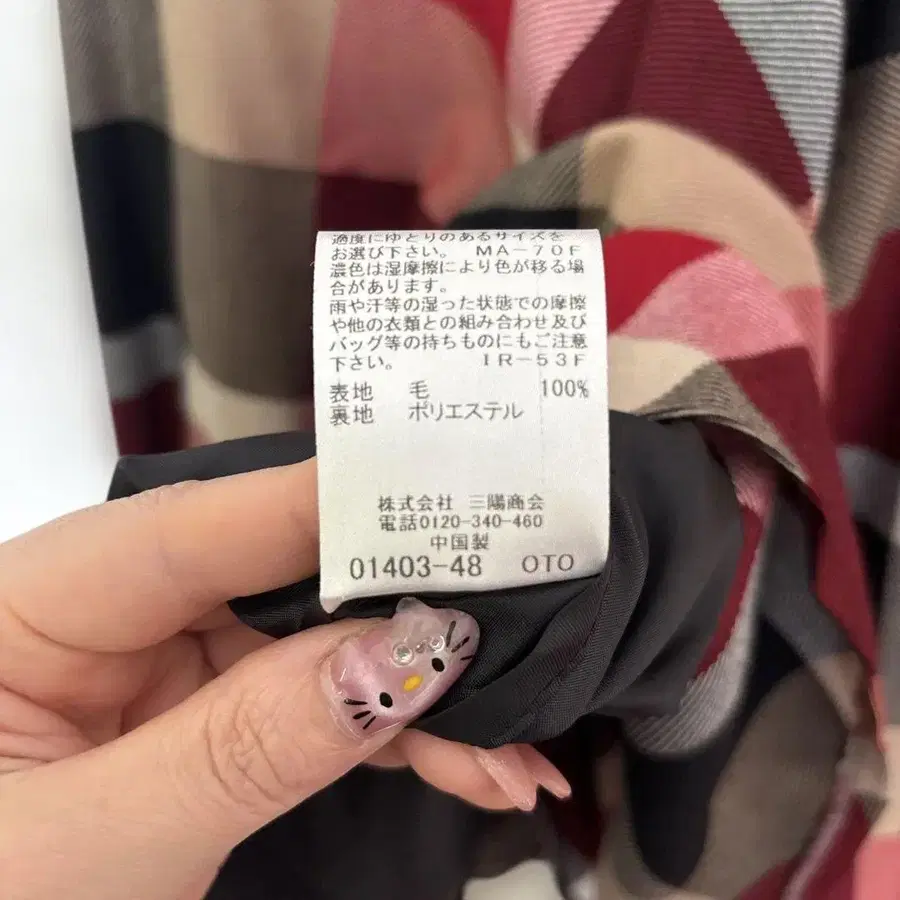 適度にゆとりのあるサイズを
お選び下さい。 MA-70F
濃色は湿摩擦により色が移る場
合があります。
雨や汗等の湿った状態での摩擦
や他の衣類との組み合わせ及び
バッグ等の持ちものにもご注意
下さい。 IR-53F
表地 毛 100%
裏地 ポリエステル
株式会社 三陽商会
電話0120-340-460
中国製
01403-48 OTO